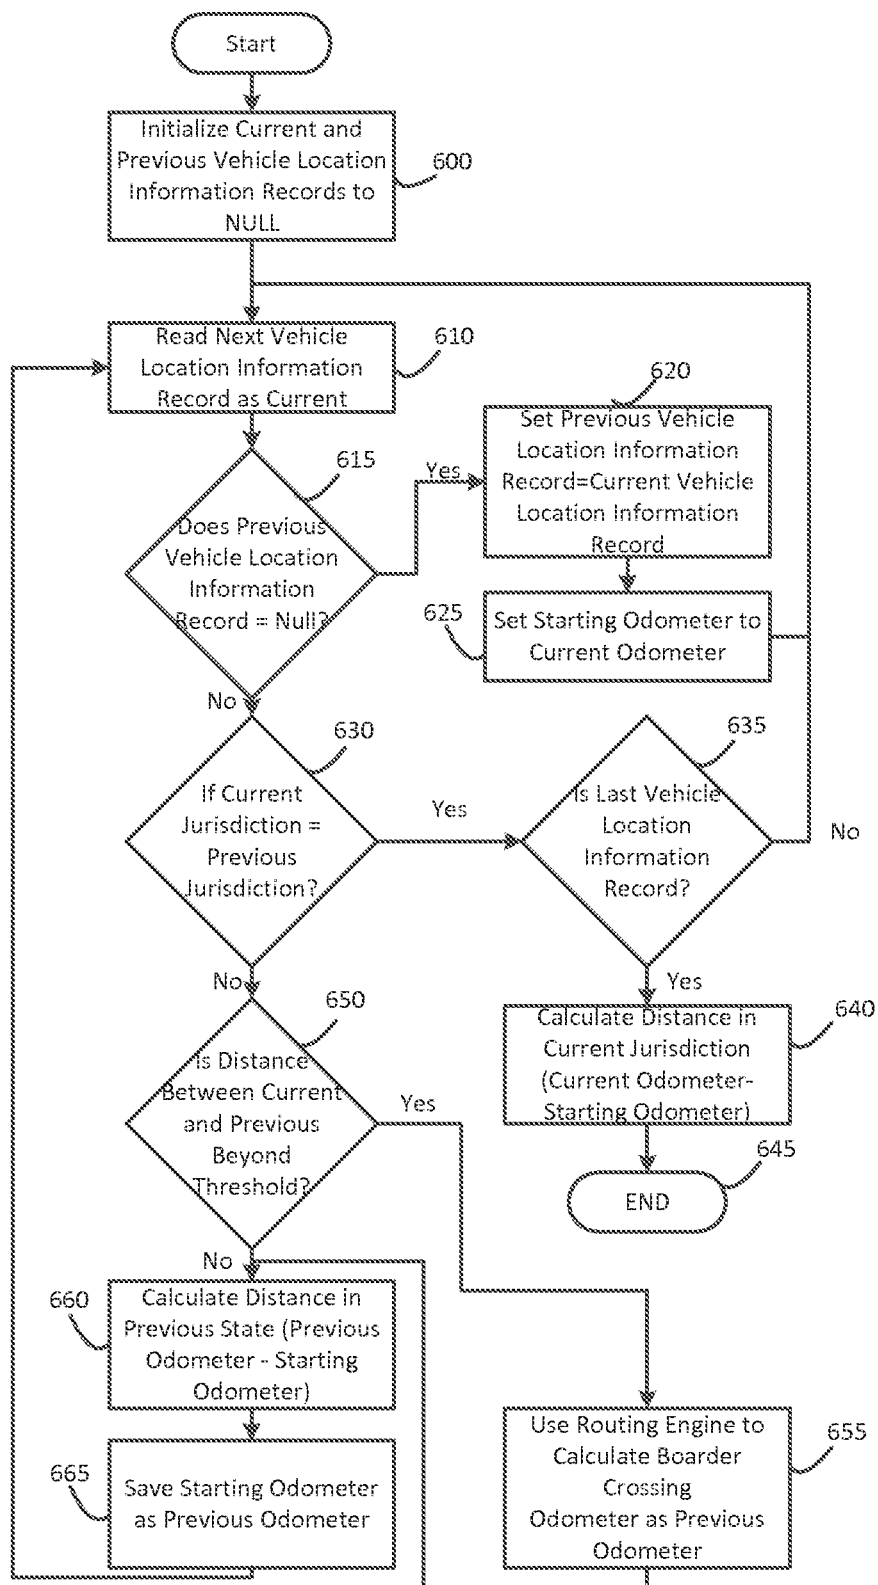 Start
Initialize Current and
Previous Vehicle Location
Information Records to
NULL
600
Read Next Vehicle
Location Information
Record as Current
610
Does Previous
Vehicle Location
Information
Record = Null?
615
Yes
Set Previous Vehicle
Location Information
Record=Current Vehicle
Location Information
Record
620
Set Starting Odometer to
Current Odometer
625
No
If Current
Jurisdiction =
Previous
Jurisdiction?
630
Yes
Is Last Vehicle
Location
Information
Record?
635
No
Yes
Calculate Distance in
Current Jurisdiction
(Current Odometer-
Starting Odometer)
640
END
645
No
Is Distance
Between Current
and Previous
Beyond
Threshold?
650
Yes
No
Calculate Distance in
Previous State (Previous
Odometer - Starting
Odometer)
660
Save Starting Odometer
as Previous Odometer
665
Use Routing Engine to
Calculate Boarder
Crossing
Odometer as Previous
Odometer
655